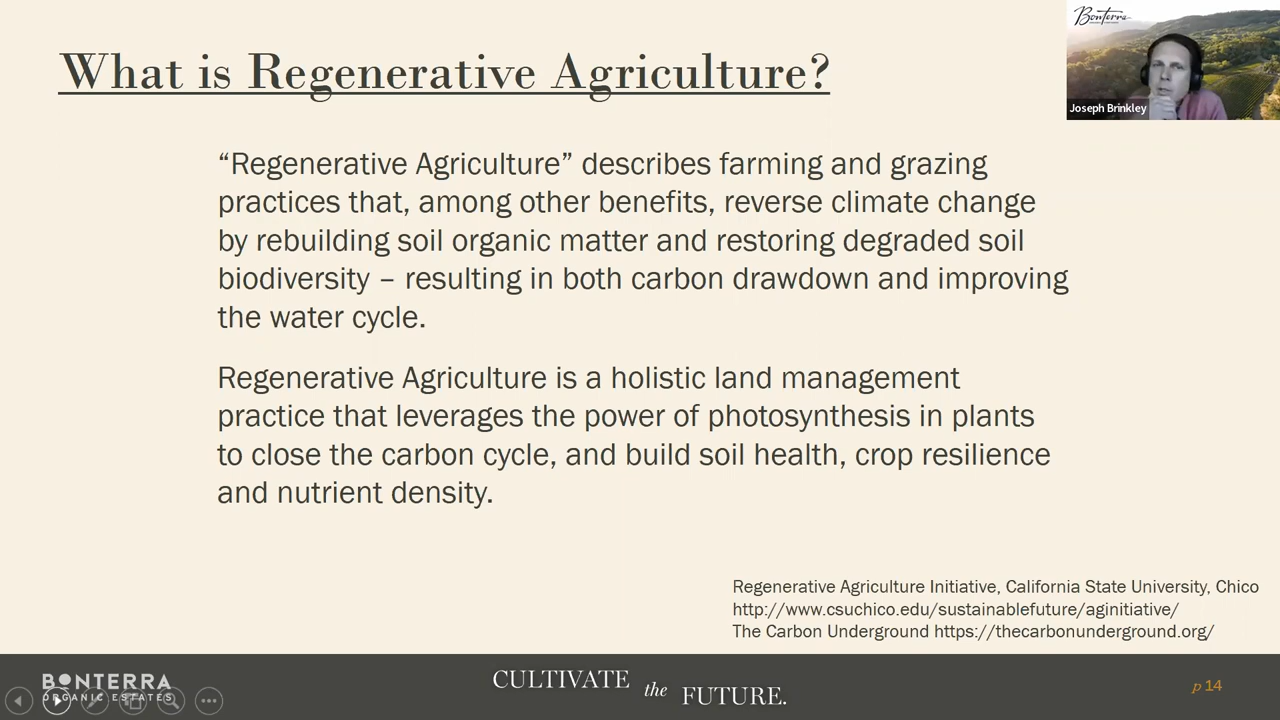 What is Regenerative Agriculture?
Bonterra
Joseph Brinkley
“Regenerative Agriculture” describes farming and grazing
practices that, among other benefits, reverse climate change
by rebuilding soil organic matter and restoring degraded soil
biodiversity – resulting in both carbon drawdown and improving
the water cycle.
Regenerative Agriculture is a holistic land management
practice that leverages the power of photosynthesis in plants
to close the carbon cycle, and build soil health, crop resilience
and nutrient density.
Regenerative Agriculture Initiative, California State University, Chico
http://www.csuchico.edu/sustainablefuture/aginitiative/
The Carbon Underground https://thecarbonunderground.org/
BONTERRA
ORGANIC ESTATES
CULTIVATE the FUTURE.
p 14